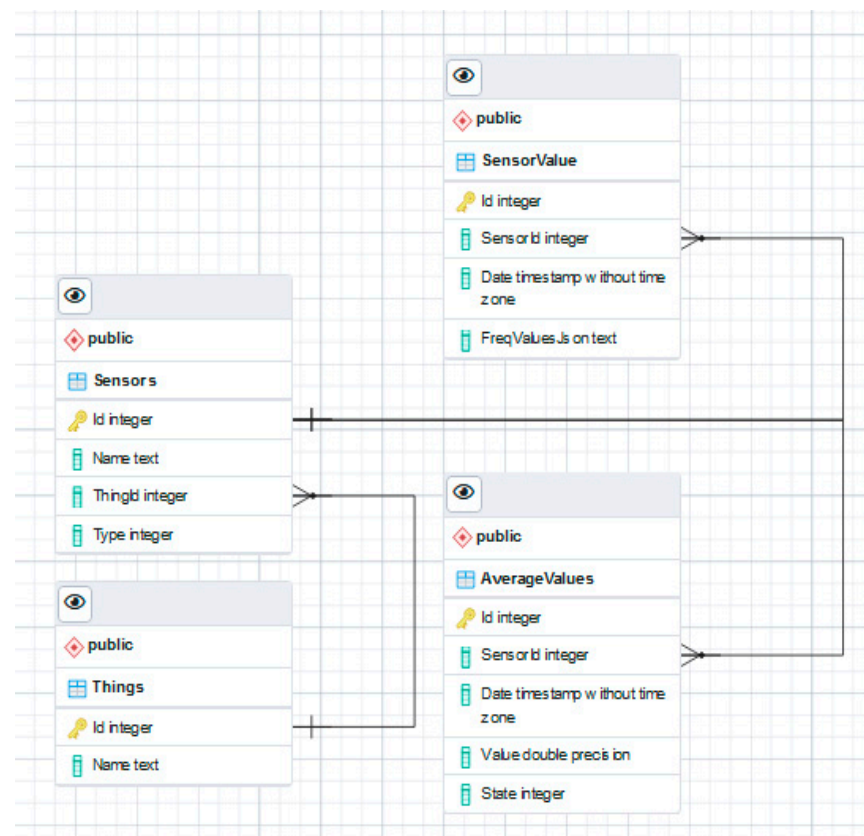 public
SensorValue
Id integer
SensorId integer
Date timestamp without time
zone
FreqValuesJson text
public
Sensors
Id integer
Name text
ThingId integer
Type integer
public
Things
Id integer
Name text
public
AverageValues
Id integer
SensorId integer
Date timestamp without time
zone
Value double precision
State integer